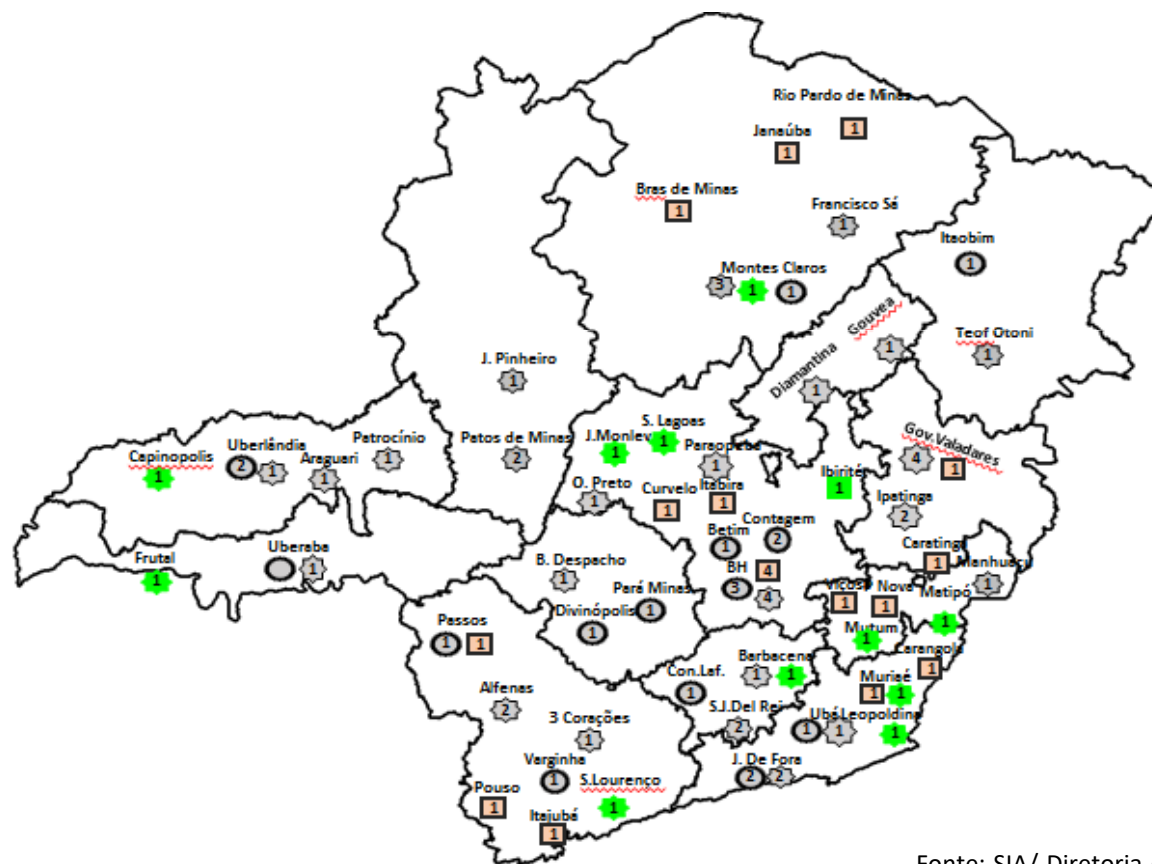 Rio Pardo de Minas
1
Janaúba
1
Bras de Minas
1
Francisco Sá
1
Itaobim
1
Montes Claros
3 1 1
Gouvea
1
Diamantina
1
Teof Otoni
1
J. Pinheiro
1
Patos de Minas
2
Patrocínio
1
Uberlândia
2 1
Araguari
1
Capinopolis
1
Frutal
1
Uberaba
1
S. Lagoas
1
J.Monlev
1
Paraopeba
1
O. Preto
1
Curvelo
1
Itabira
1
Ibirité
1
Gov.Valadares
4 1
Ipatinga
2
Caratinga
1
Manhuaçu
1
Betim
1
Contagem
2
BH
3 4 4
B. Despacho
1
Pará Minas
1
Divinópolis
1
Viçosa
1
Nova
1
Matipó
1
Mutum
1
Carangola
1
Muriaé
1 1
Passos
1 1
Con.Laf.
1
Barbacena
1 1
S.J.Del Rei
2
Ubá
1 1
Leopoldina
1
Alfenas
2
3 Corações
1
Varginha
1
J. De Fora
2 2
Pouso
1
S.Lourenço
1
Itajubá
1
Fonte: SIA/ Diretoria